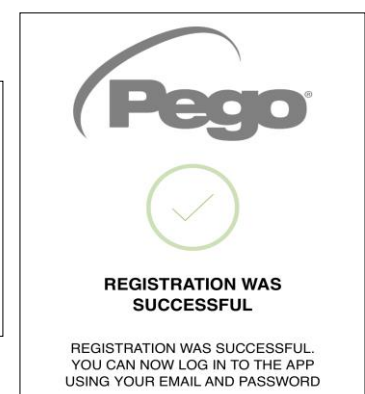 Pego®
REGISTRATION WAS
SUCCESSFUL
REGISTRATION WAS SUCCESSFUL.
YOU CAN NOW LOG IN TO THE APP
USING YOUR EMAIL AND PASSWORD